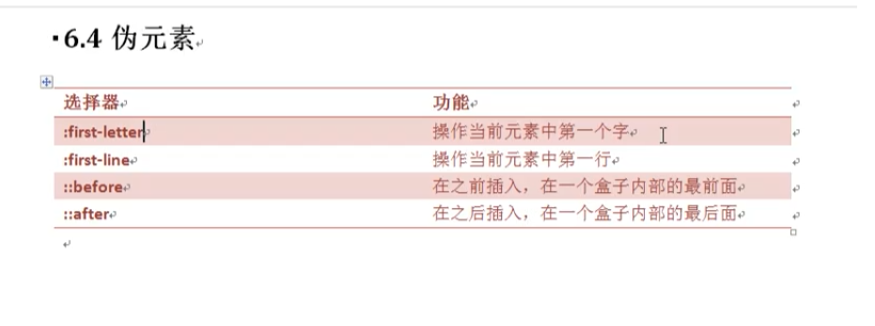 6.4 伪元素
选择器 功能
:first-letter 操作当前元素中第一个字
:first-line 操作当前元素中第一行
::before 在之前插入，在一个盒子内部的最前面
::after 在之后插入，在一个盒子内部的最后面